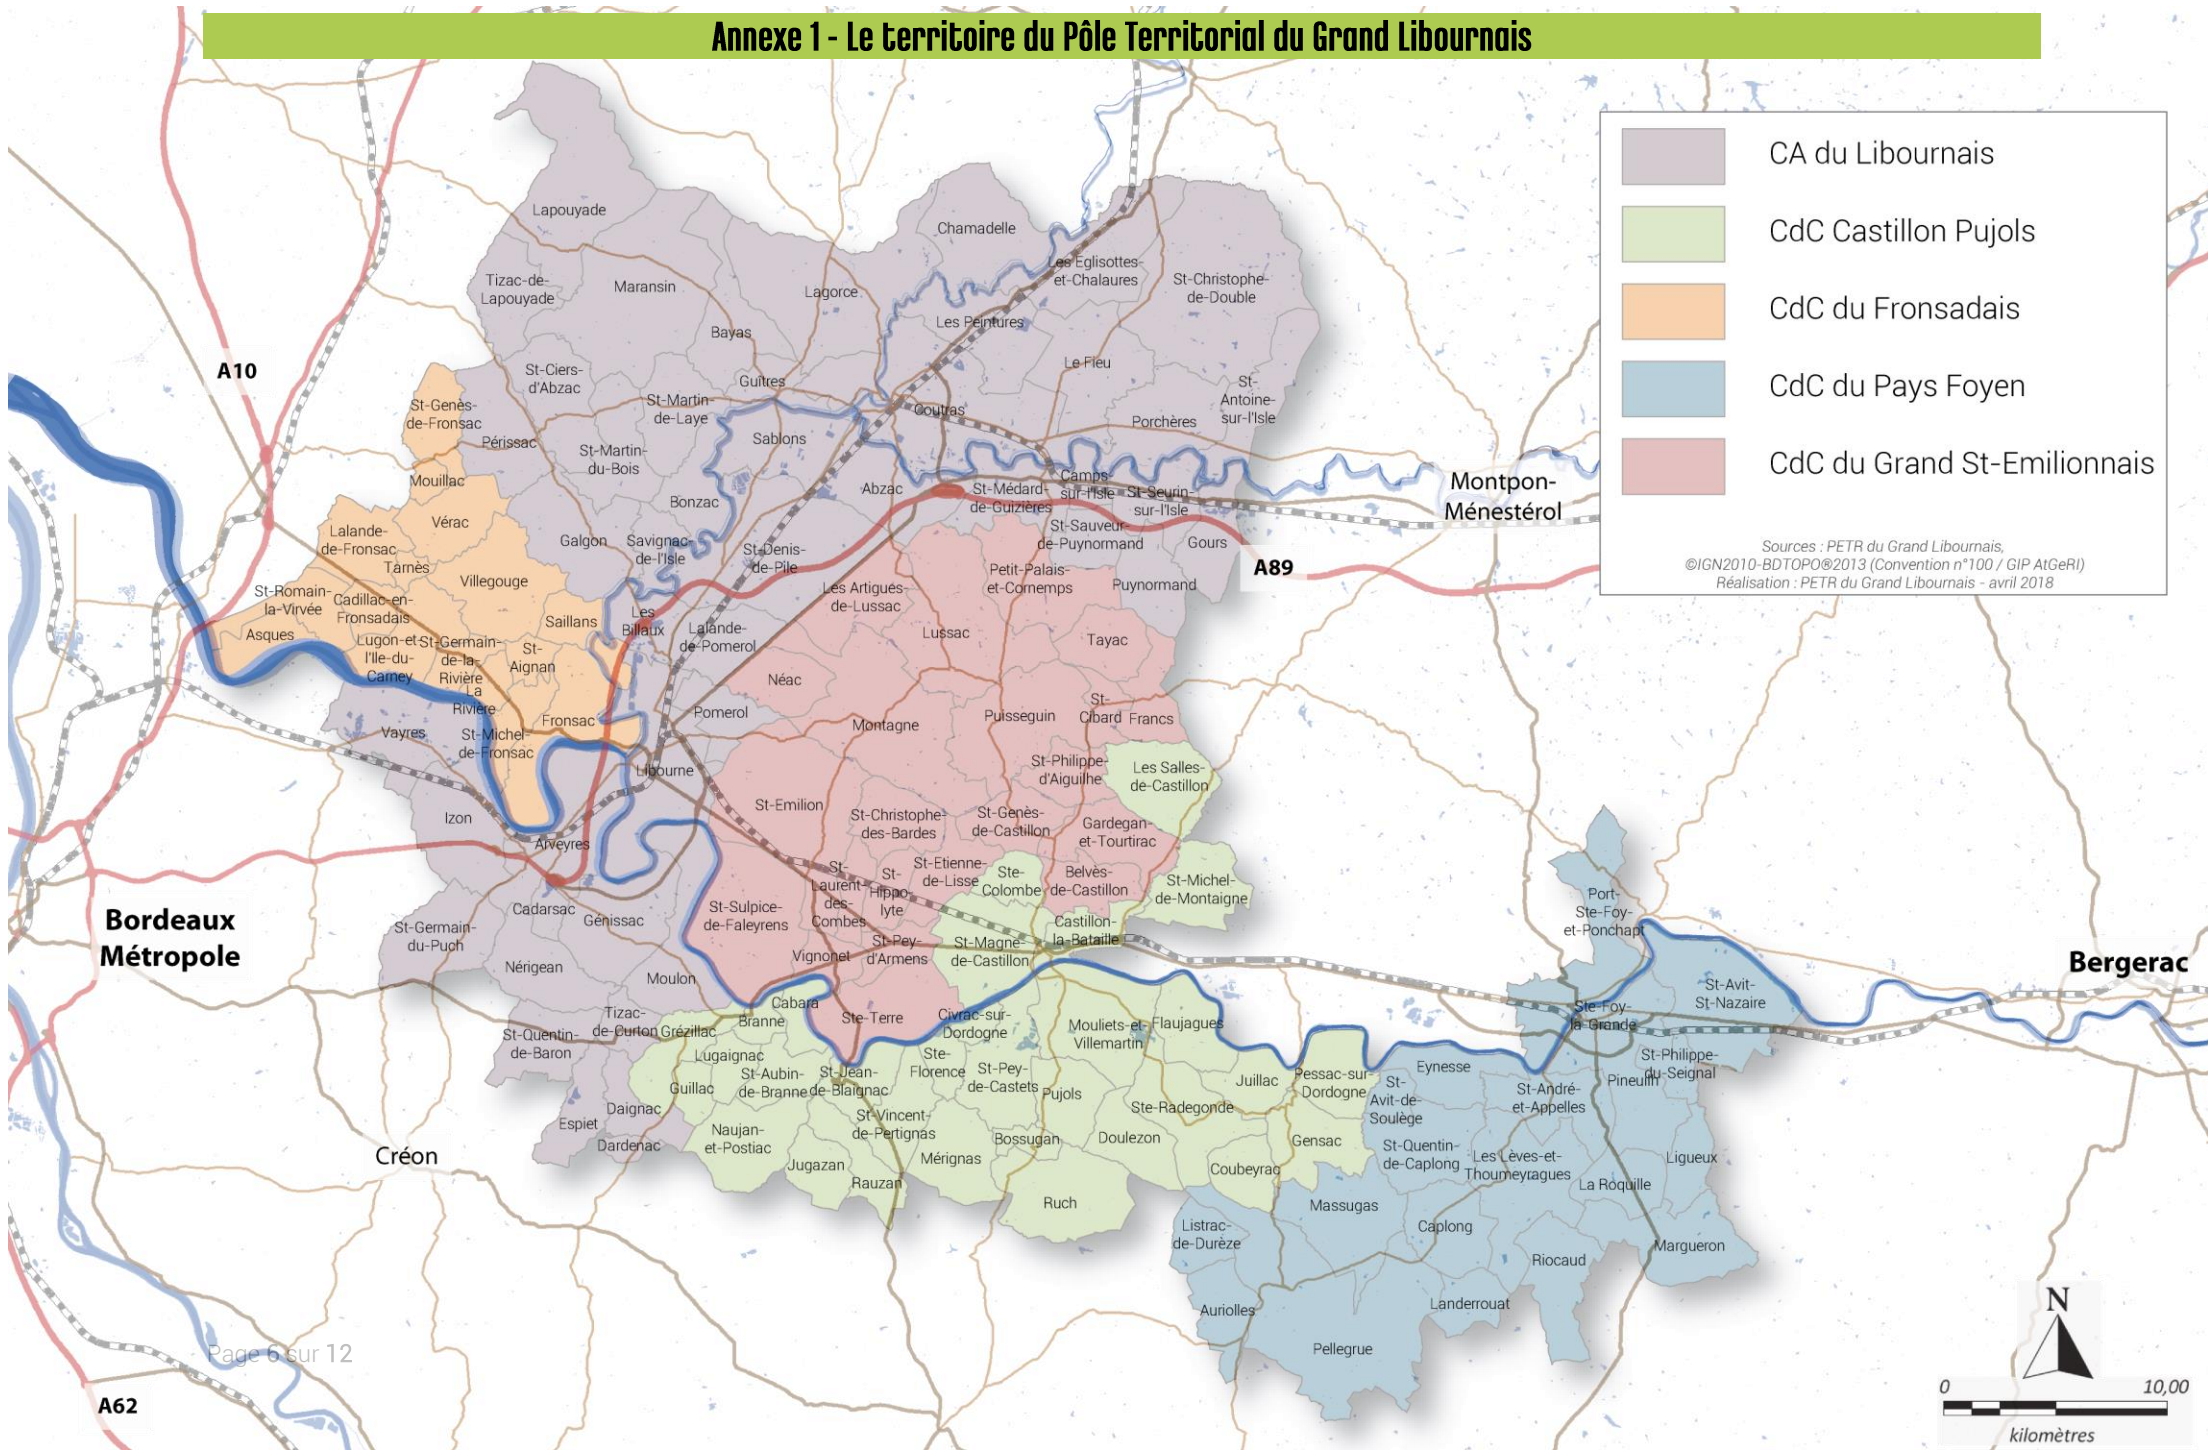 Annexe 1 - Le territoire du Pôle Territorial du Grand Libournais
CA du Libournais
CdC Castillon Pujols
CdC du Fronsadais
CdC du Pays Foyen
CdC du Grand St-Emilionnais
Sources : PETR du Grand Libournais,
©IGN2010-BDTOPO®2013 (Convention n°100 / GIP AtGeRI)
Réalisation : PETR du Grand Libournais - avril 2018
Lapouyade
Chamadelle
Tizac-de-
Lapouyade
Maransin
Lagorce
Les Eglisottes-
et-Chalaures
St-Christophe-
de-Double
Bayas
Les Peintures
Le Fieu
A10
St-Ciers-
d'Abzac
Guîtres
St-Martin-
de-Laye
St-
Antoine-
sur-l'Isle
St-Genès-
de-Fronsac
Coutras
Porchères
Périssac
Sablons
St-Martin-
du-Bois
Mouillac
Bonzac
Abzac
St-Médard-
de-Guizières
Camps-
sur-l'Isle
St-Seurin-
sur-l'Isle
Montpon-
Ménestérol
Vérac
Lalande-
de-Fronsac
Galgon
Savignac-
de-l'Isle
St-Denis-
de-Pile
St-Sauveur-
de-Puynormand
Gours
A89
Tarnès
Villegouge
Petit-Palais-
et-Cornemps
Puynormand
Les Artigues-
de-Lussac
St-Romain-
la-Virvée
Cadillac-en-
Fronsadais
Asques
Saillans
Les
Billaux
Lalande-
de-Pomerol
Lussac
Tayac
Lugon-et-
l'Ile-du-
Carney
St-Germain-
de-la-
Rivière
St-
Aignan
La
Rivière
Néac
Pomerol
Fronsac
Montagne
Puisseguin
St-
Cibard
Francs
Vayres
St-Michel-
de-Fronsac
Libourne
St-Philippe-
d'Aiguilhe
Les Salles-
de-Castillon
St-Emilion
St-Christophe-
des-Bardes
St-Genès-
de-Castillon
Gardegan-
et-Tourtirac
Izon
Arveyres
St-
Laurent-
des-
Combes
St-
Hippo-
lyte
St-Etienne-
de-Lisse
Ste-
Colombe
Belvès-
de-Castillon
St-Michel-
de-Montaigne
Bordeaux
Métropole
Cadarsac
Génissac
St-Germain-
du-Puch
St-Sulpice-
de-Faleyrens
Castillon-
la-Bataille
St-Magne-
de-Castillon
St-Pey-
d'Armens
Vignonet
Port-
Ste-Foy-
et-Ponchapt
Bergerac
Nérigean
Moulon
St-Avit-
St-Nazaire
Cabara
Branne
Ste-Terre
Civrac-sur-
Dordogne
Mouliets-et-
Villemartin
Flaujagues
Ste-Foy-
la-Grande
Tizac-
de-Curton
Grézillac
St-Quentin-
de-Baron
Lugaignac
St-Aubin-
de-Branne
St-Jean-
de-Blaignac
Ste-
Florence
St-Pey-
de-Castets
Pujols
Guillac
Juillac
Pessac-sur-
Dordogne
Eynesse
St-
Avit-de-
Soulège
St-André-
et-Appelles
St-Philippe-
du-Seignal
Pineuilh
Daignac
Espiet
Dardenac
Naujan-
et-Postiac
St-Vincent-
de-Pertignas
Ste-Radegonde
Bossugan
Doulezon
Gensac
Mérignas
Jugazan
Rauzan
Coubeyrac
St-Quentin-
de-Caplong
Les Lèves-et-
Thoumeyragues
La Roquille
Ligueux
Créon
Ruch
Massugas
Caplong
Listrac-
de-Durèze
Margueron
Riocaud
Landerrouat
Auriolles
Pellegrue
Page 6 sur 12
A62
N
0 10,00
kilomètres